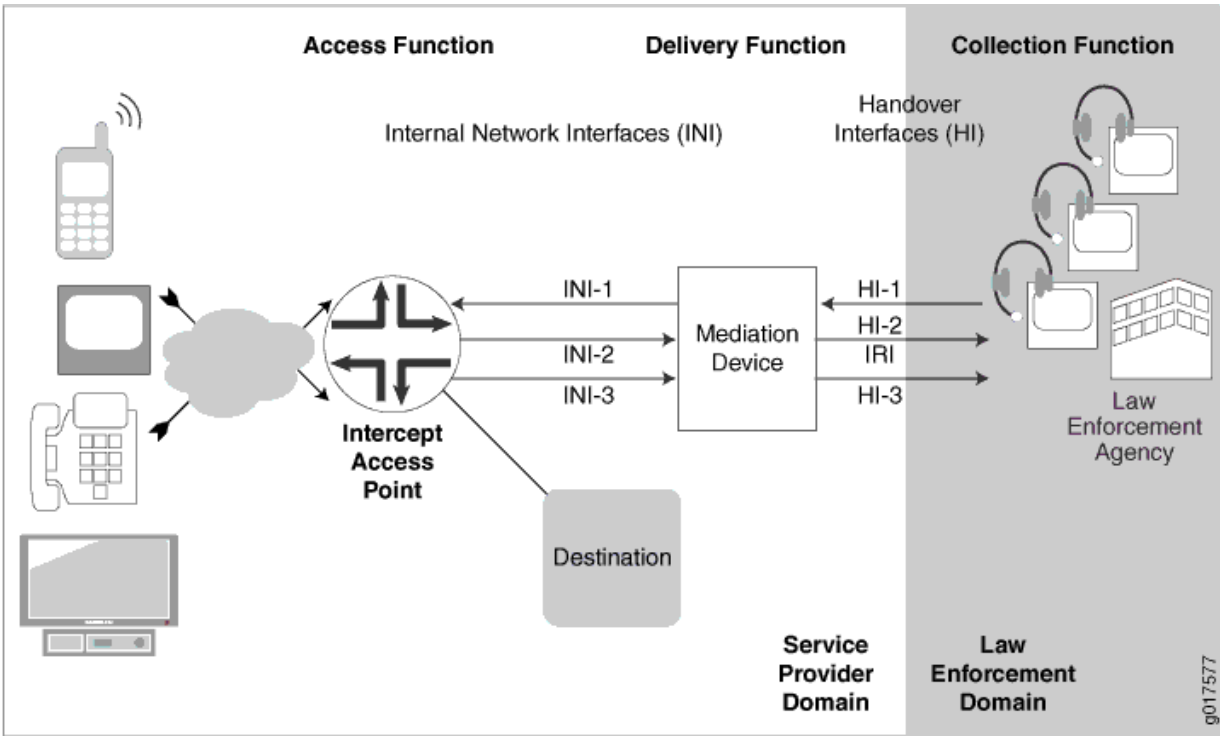 Access Function
Delivery Function
Collection Function
Internal Network Interfaces (INI)
Handover
Interfaces (HI)
INI-1
INI-2
INI-3
Mediation
Device
HI-1
HI-2
IRI
HI-3
Intercept
Access
Point
Law
Enforcement
Agency
Destination
Service
Provider
Domain
Law
Enforcement
Domain
g017577